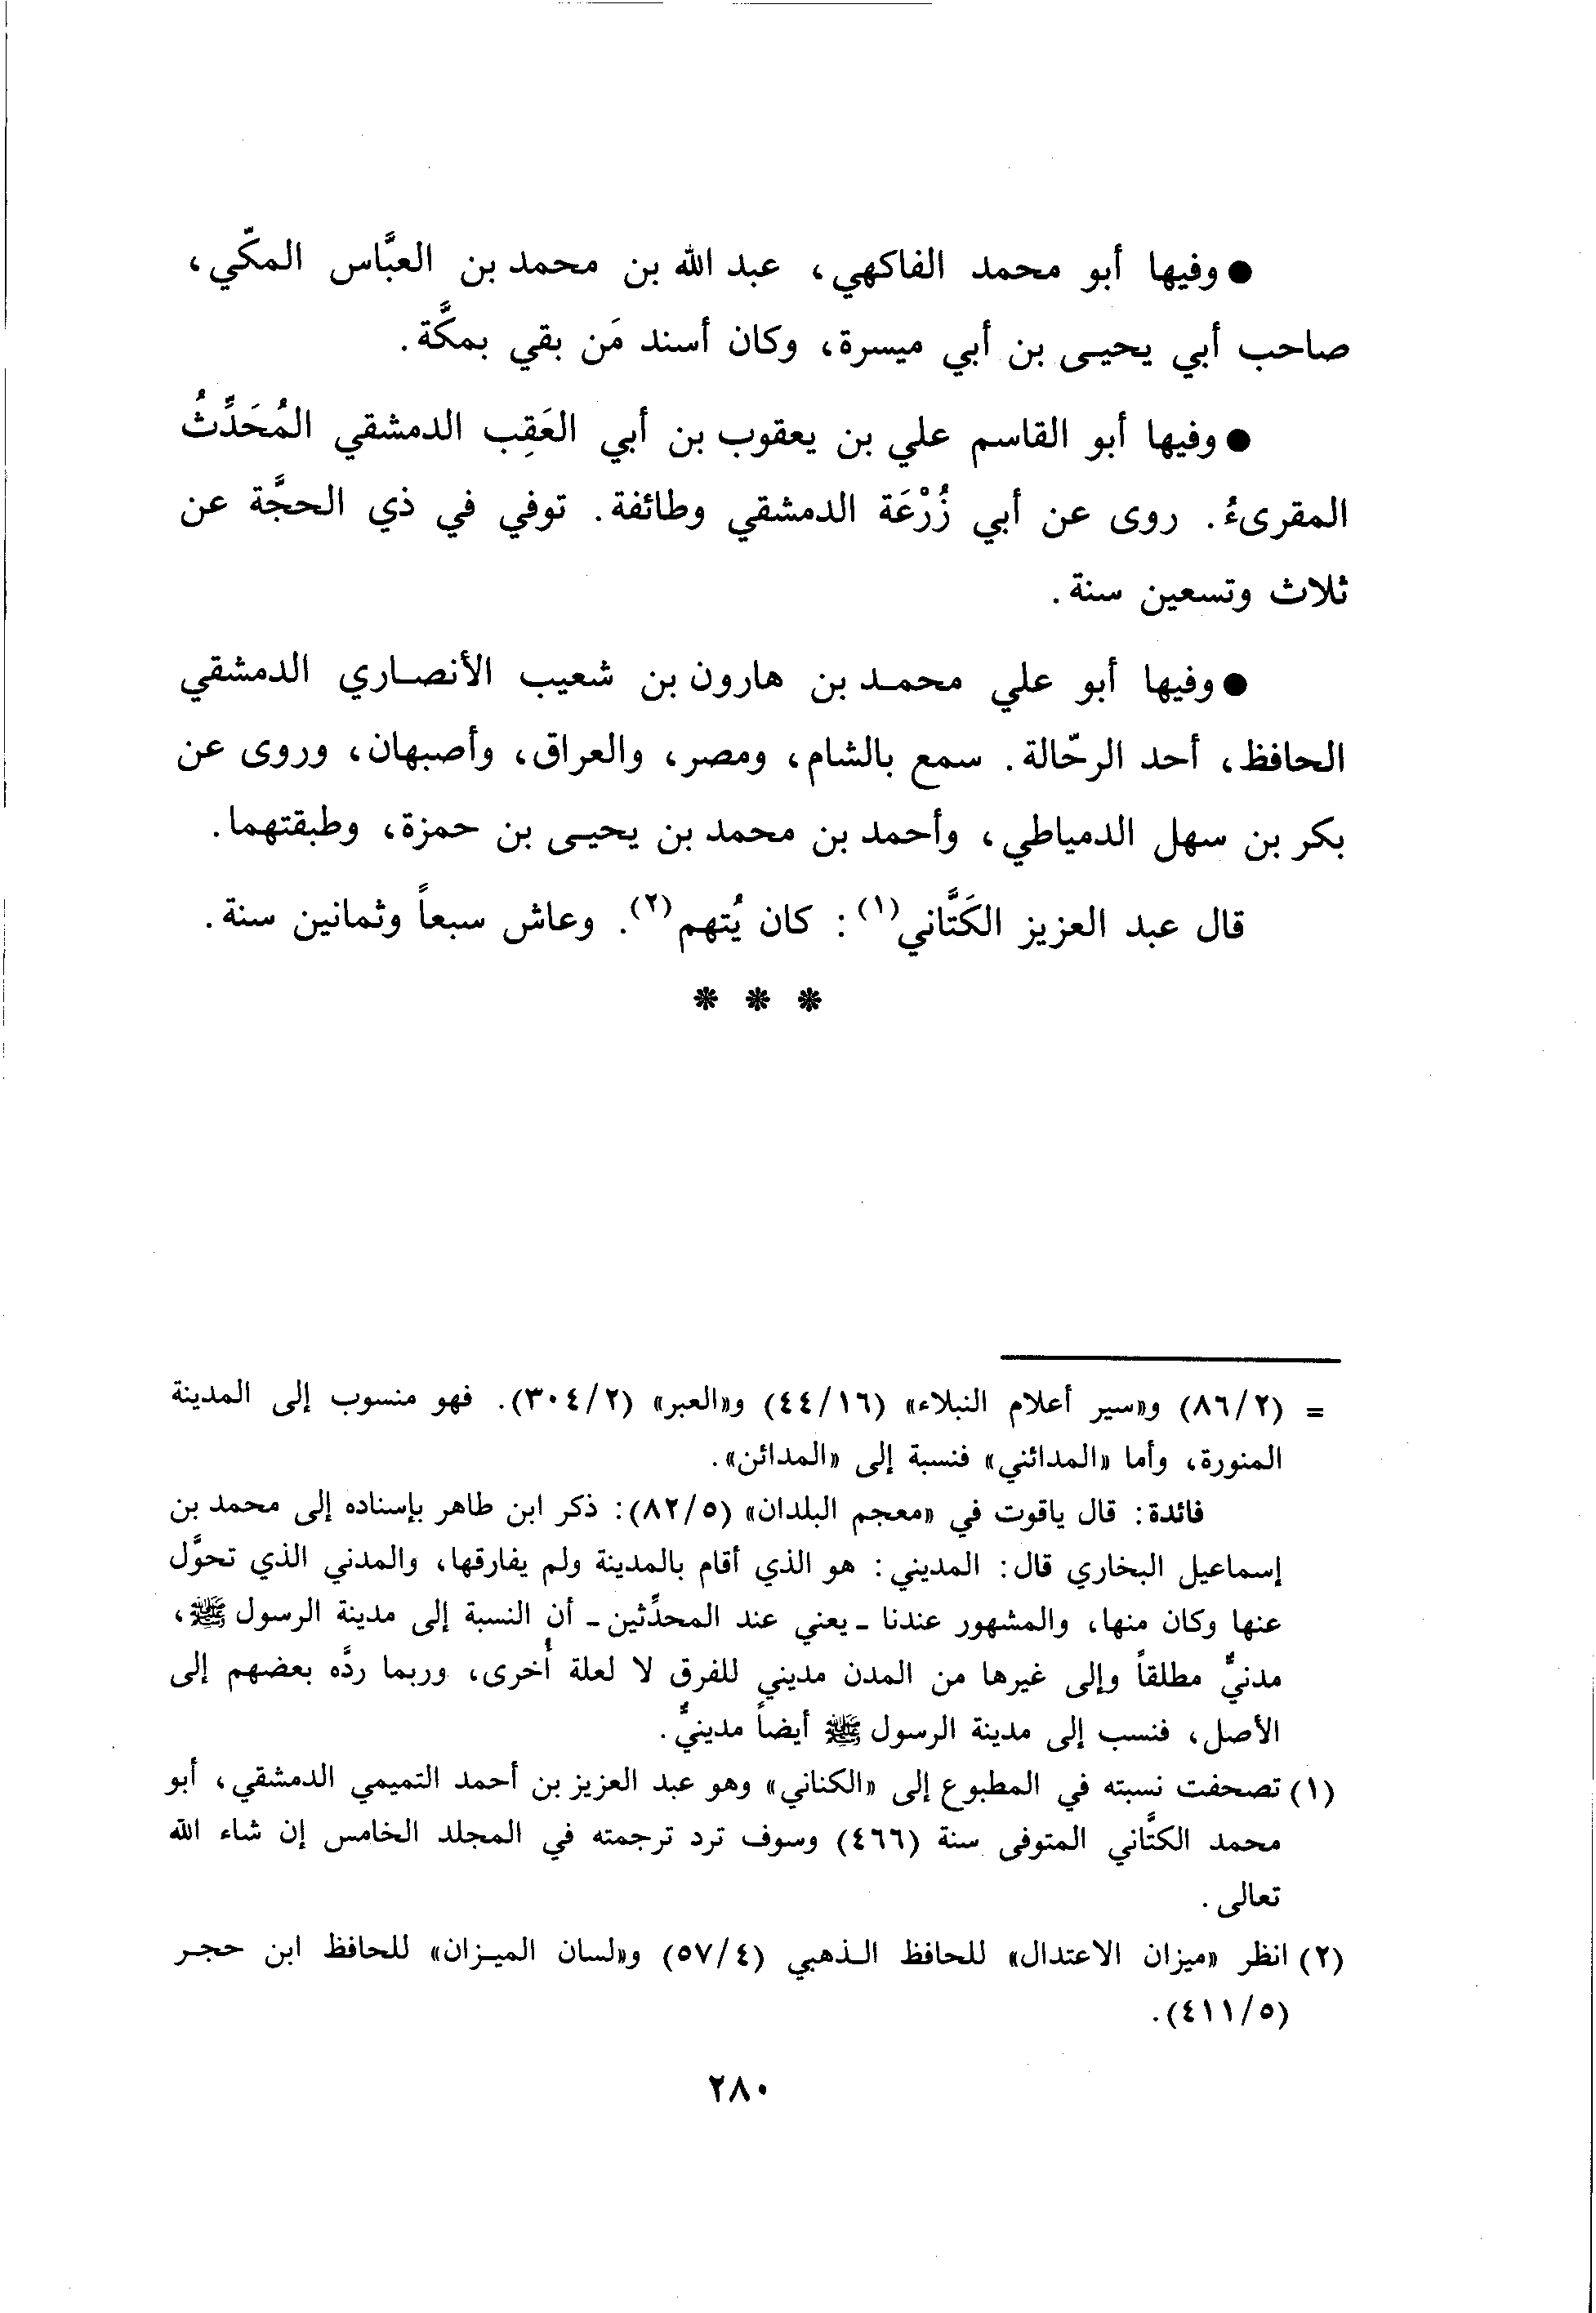 ● وفيها أبو محمد الفاكهي، عبد الله بن محمد بن العبَّاس المكّي،
صاحب أبي يحيـى بن أبي ميسرة، وكان أسند مَن بقي بمكَّة.
● وفيها أبو القاسم علي بن يعقوب بن أبي العَقِب الدمشقي المُحَدِّثُ
المقرىءُ. روى عن أبي زُرْعَة الدمشقي وطائفة. توفي في ذي الحجَّة عن
ثلاث وتسعين سنة.
● وفيها أبو علي محمـد بن هارون بن شعيب الأنصـاري الدمشقي
الحافظ، أحد الرحّالة. سمع بالشام، ومصر، والعراق، وأصبهان، وروى عن
بكر بن سهل الدمياطي، وأحمد بن محمد بن يحيـى بن حمزة، وطبقتهما.
قال عبد العزيز الكَتَّاني(١): كان يُتهم(٢). وعاش سبعاً وثمانين سنة.
* * *
= (٨٦/٢) و«سير أعلام النبلاء» (٤٤/١٦) و«العبر» (٣٠٤/٢). فهو منسوب إلى المدينة
المنورة، وأما «المدائني» فنسبة إلى «المدائن».
فائدة: قال ياقوت في «معجم البلدان» (٨٢/٥): ذكر ابن طاهر بإسناده إلى محمد بن
إسماعيل البخاري قال: المديني: هو الذي أقام بالمدينة ولم يفارقها، والمدني الذي تحوَّل
عنها وكان منها، والمشهور عندنا - يعني عند المحدِّثين - أن النسبة إلى مدينة الرسول ﷺ،
مدنيٌّ مطلقاً وإلى غيرها من المدن مديني للفرق لا لعلة أُخرى، وربما ردَّه بعضهم إلى
الأصل، فنسب إلى مدينة الرسول ﷺ أيضاً مدينيٌّ.
(١) تصحفت نسبته في المطبوع إلى «الكناني» وهو عبد العزيز بن أحمد التميمي الدمشقي، أبو
محمد الكتَّاني المتوفى سنة (٤٦٦) وسوف ترد ترجمته في المجلد الخامس إن شاء الله
تعالى.
(٢) انظر «ميزان الاعتدال» للحافظ الـذهبي (٥٧/٤) و«لسان الميـزان» للحافظ ابن حجـر
(٤١١/٥).
٢٨٠